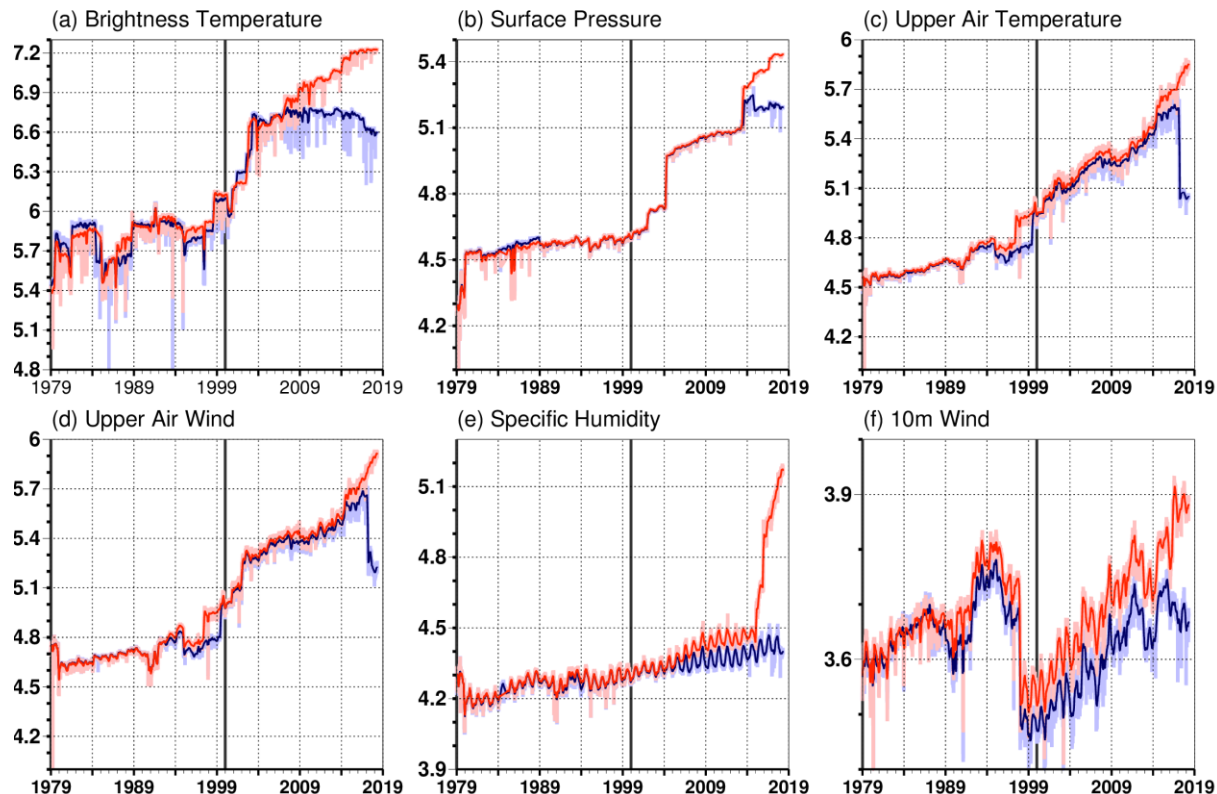 (a) Brightness Temperature
(b) Surface Pressure
(c) Upper Air Temperature
7.2
6.9
6.6
6.3
6
5.7
5.4
5.1
4.8
1979 1989 1999 2009 2019
5.4
5.1
4.8
4.5
4.2
1979 1989 1999 2009 2019
6
5.7
5.4
5.1
4.8
4.5
4.2
1979 1989 1999 2009 2019
(d) Upper Air Wind
(e) Specific Humidity
(f) 10m Wind
6
5.7
5.4
5.1
4.8
4.5
4.2
1979 1989 1999 2009 2019
5.1
4.8
4.5
4.2
3.9
1979 1989 1999 2009 2019
3.9
3.6
1979 1989 1999 2009 2019